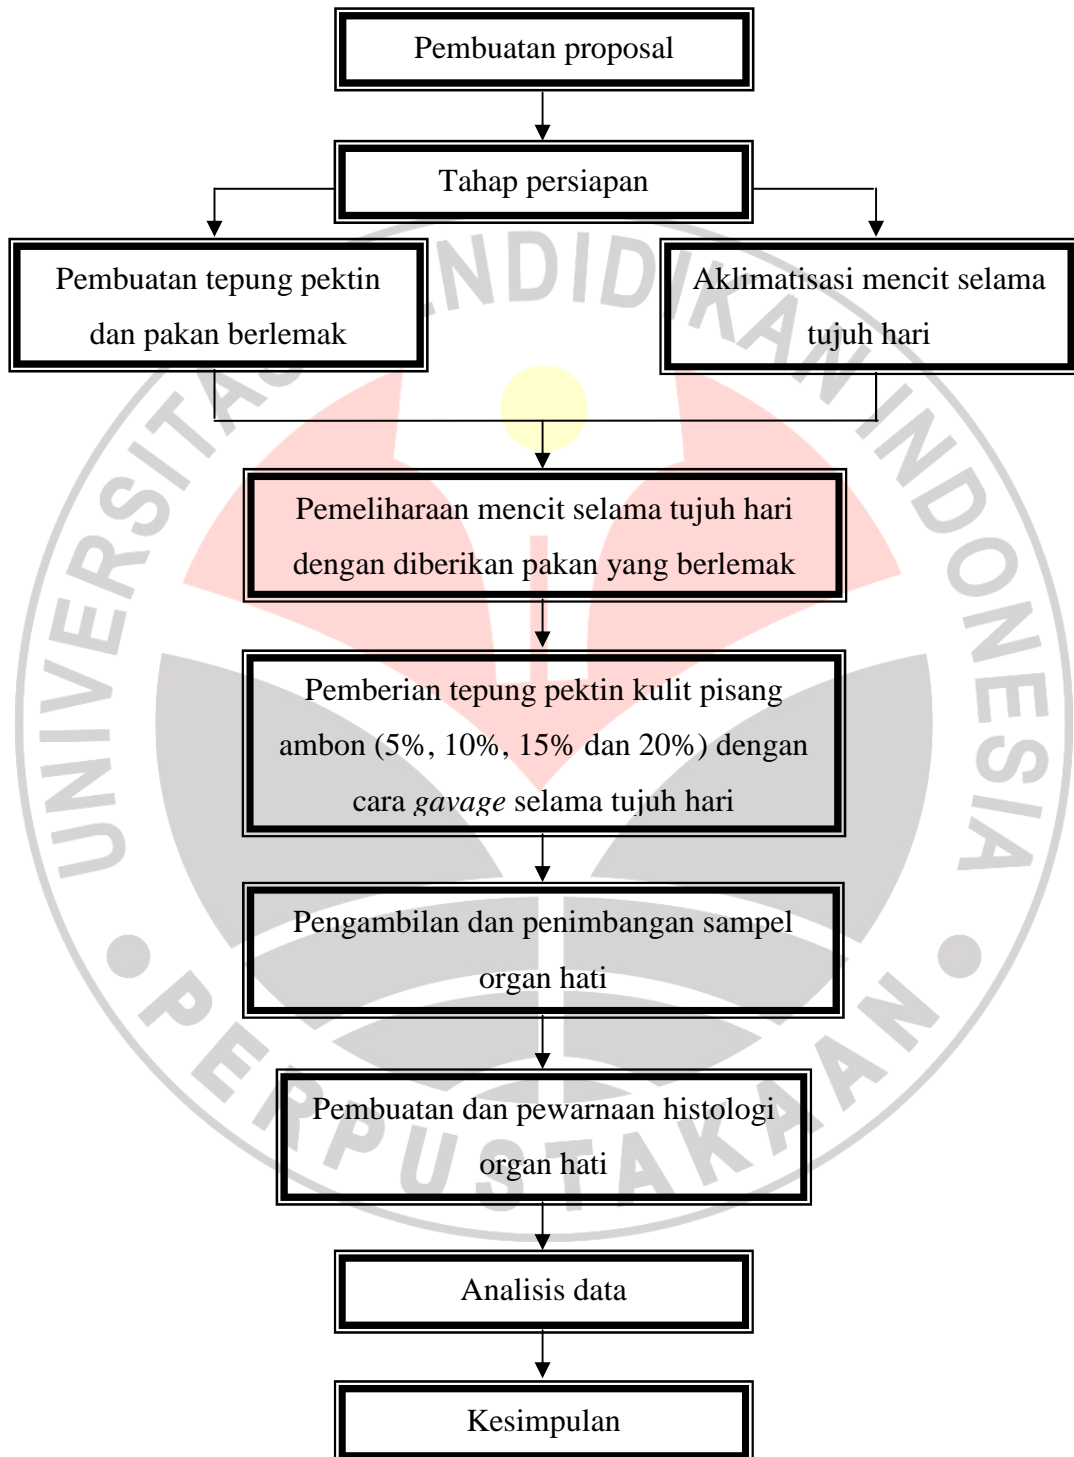 Pembuatan proposal
Tahap persiapan
Pembuatan tepung pektin
dan pakan berlemak
Aklimatisasi mencit selama
tujuh hari
Pemeliharaan mencit selama tujuh hari
dengan diberikan pakan yang berlemak
Pemberian tepung pektin kulit pisang
ambon (5%, 10%, 15% dan 20%) dengan
cara gavage selama tujuh hari
Pengambilan dan penimbangan sampel
organ hati
Pembuatan dan pewarnaan histologi
organ hati
Analisis data
Kesimpulan
UNIVERSITAS PENDIDIKAN INDONESIA
PERPUSTAKAAN